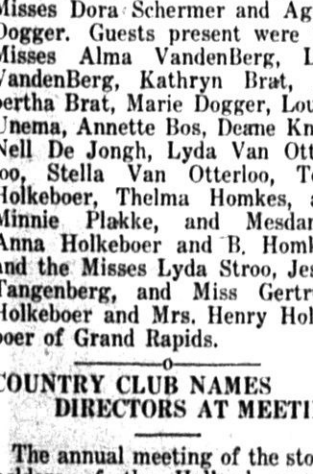 Misses Dora Schermer and Ag
Dogger. Guests present were
Misses Alma VandenBerg, L
VandenBerg, Kathryn Brat,
bertha Brat, Marie Dogger, Lou
Unema, Annette Bos, Deane Kn
Nell De Jongh, Lyda Van Ott
loo, Stella Van Otterloo, T
Holkeboer, Thelma Homkes,
Minnie Plakke, and Mesdam
Anna Holkeboer and B. Homk
and the Misses Lyda Stroo, Jes
Tangenberg, and Miss Gertr
Holkeboer and Mrs. Henry Hol
boer of Grand Rapids.
COUNTRY CLUB NAMES
DIRECTORS AT MEETI
The annual meeting of the sto